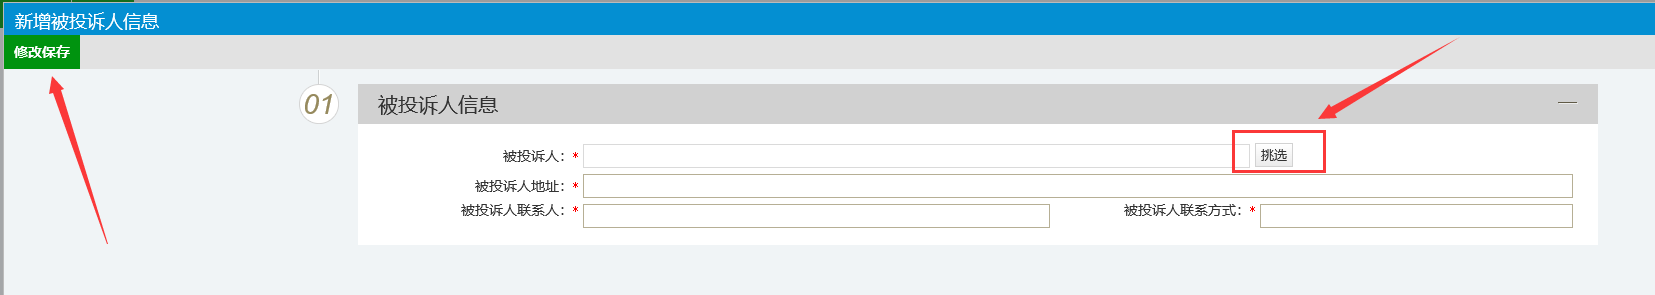 新增被投诉人信息
修改保存
01 被投诉人信息
被投诉人：* 挑选
被投诉人地址：*
被投诉人联系人：* 被投诉人联系方式：*